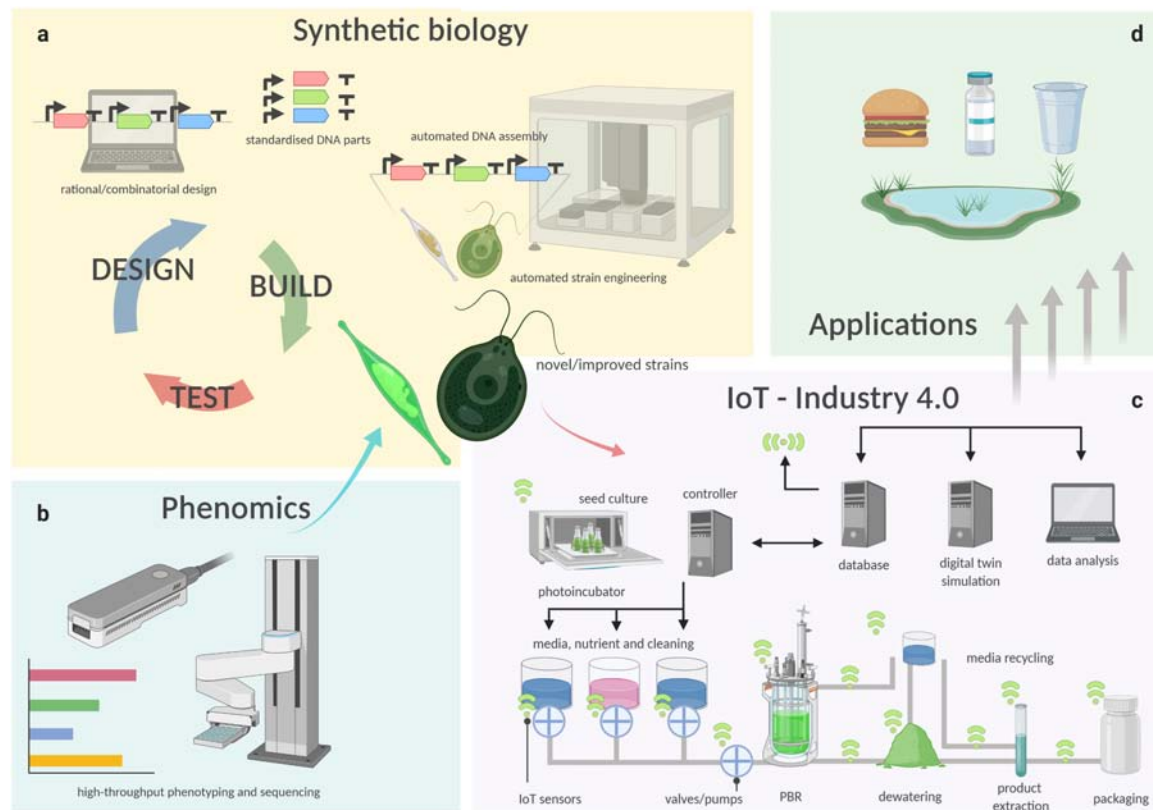 a
Synthetic biology
rational/combinatorial design
standardised DNA parts
automated DNA assembly
automated strain engineering
DESIGN
BUILD
TEST
novel/improved strains
b
Phenomics
high-throughput phenotyping and sequencing
d
Applications
IoT - Industry 4.0
c
seed culture
controller
photoincubator
database
digital twin
simulation
data analysis
media, nutrient and cleaning
media recycling
IoT sensors
valves/pumps
PBR
dewatering
product
extraction
packaging